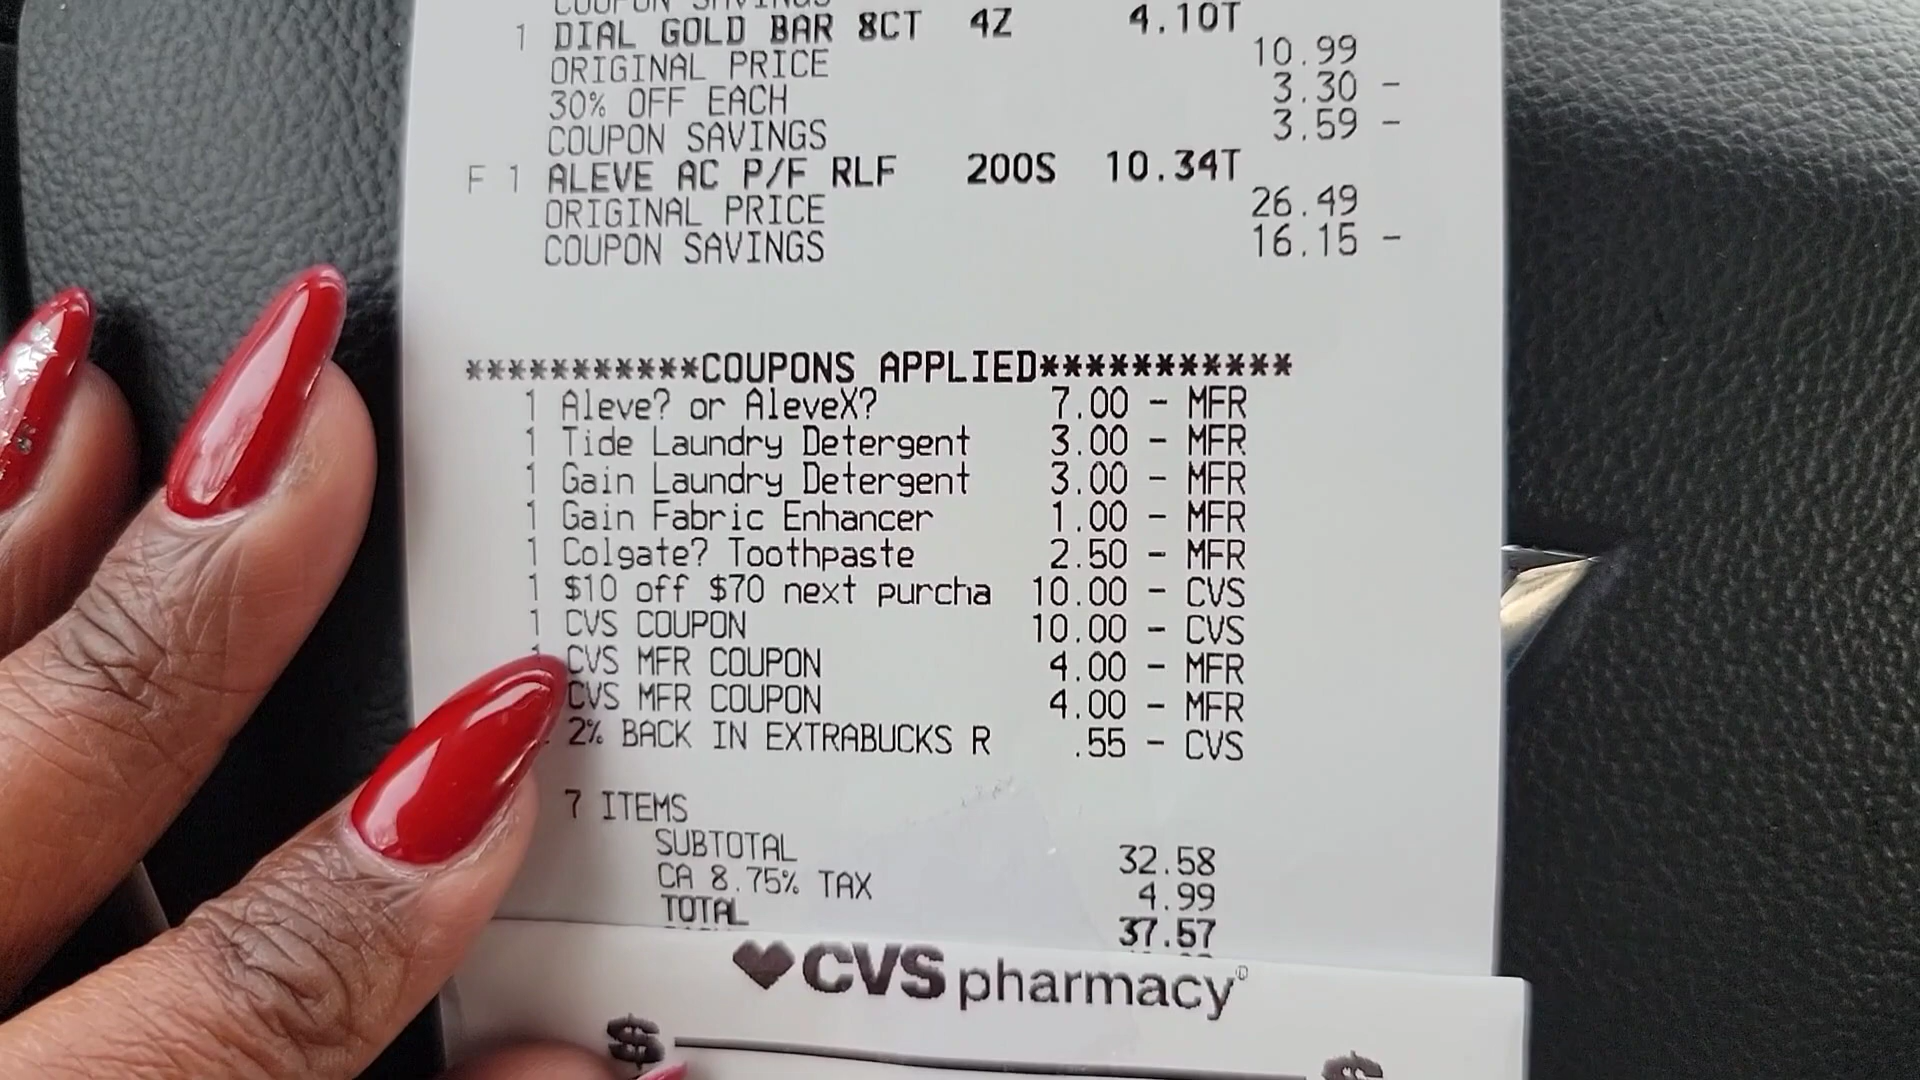 COUPON SAVINGS
1 DIAL GOLD BAR 8CT 4Z 4.10T
ORIGINAL PRICE 10.99
30% OFF EACH 3.30 -
COUPON SAVINGS 3.59 -
F 1 ALEVE AC P/F RLF 200S 10.34T
ORIGINAL PRICE 26.49
COUPON SAVINGS 16.15 -
***********COUPONS APPLIED***********
1 Aleve? or AleveX? 7.00 - MFR
1 Tide Laundry Detergent 3.00 - MFR
1 Gain Laundry Detergent 3.00 - MFR
1 Gain Fabric Enhancer 1.00 - MFR
1 Colgate? Toothpaste 2.50 - MFR
1 $10 off $70 next purcha 10.00 - CVS
1 CVS COUPON 10.00 - CVS
1 CVS MFR COUPON 4.00 - MFR
CVS MFR COUPON 4.00 - MFR
2% BACK IN EXTRABUCKS R .55 - CVS
7 ITEMS
SUBTOTAL 32.58
CA 8.75% TAX 4.99
TOTAL 37.57
CVS pharmacy®
$ $